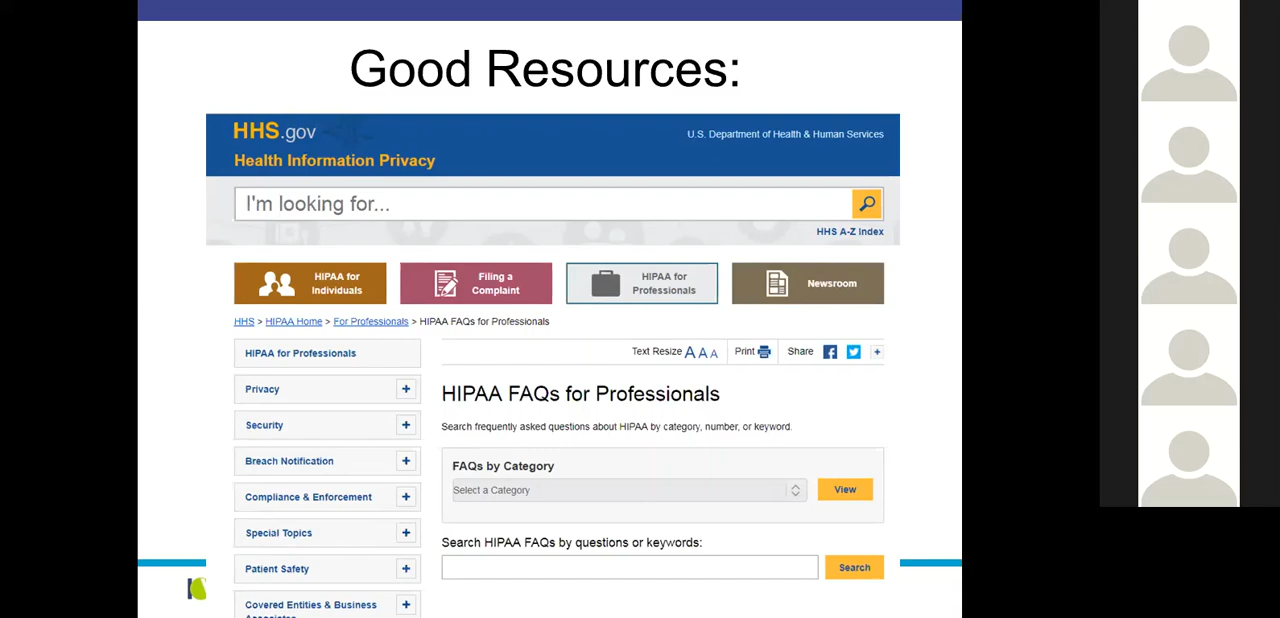 Good Resources:
HHS.gov
U.S. Department of Health & Human Services
Health Information Privacy
I'm looking for...
HHS A-Z Index
HIPAA for
Individuals
Filing a
Complaint
HIPAA for
Professionals
Newsroom
HHS > HIPAA Home > For Professionals > HIPAA FAQs for Professionals
HIPAA for Professionals
Privacy
Security
Breach Notification
Compliance & Enforcement
Special Topics
Patient Safety
Covered Entities & Business
Associates
Text Resize A A A
Print
Share
HIPAA FAQs for Professionals
Search frequently asked questions about HIPAA by category, number, or keyword.
FAQs by Category
Select a Category
View
Search HIPAA FAQs by questions or keywords:
Search